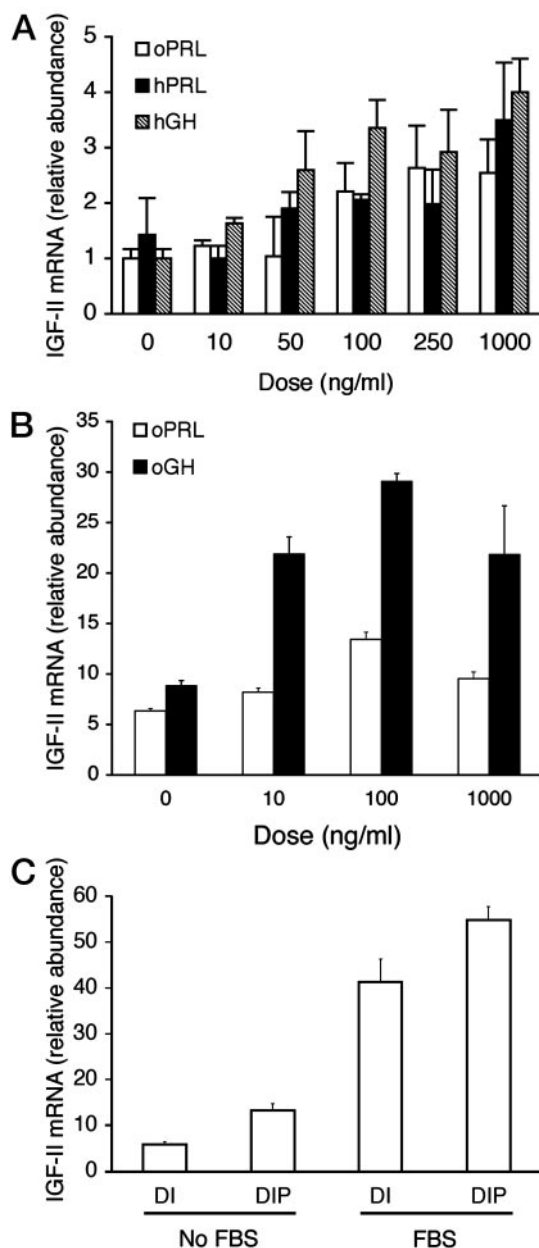 A
IGF-II mRNA (relative abundance)
5
4
3
2
1
0
oPRL
hPRL
hGH
0 10 50 100 250 1000
Dose (ng/ml)
B
IGF-II mRNA (relative abundance)
35
30
25
20
15
10
5
0
oPRL
oGH
0 10 100 1000
Dose (ng/ml)
C
IGF-II mRNA (relative abundance)
60
50
40
30
20
10
0
DI DIP DI DIP
No FBS FBS